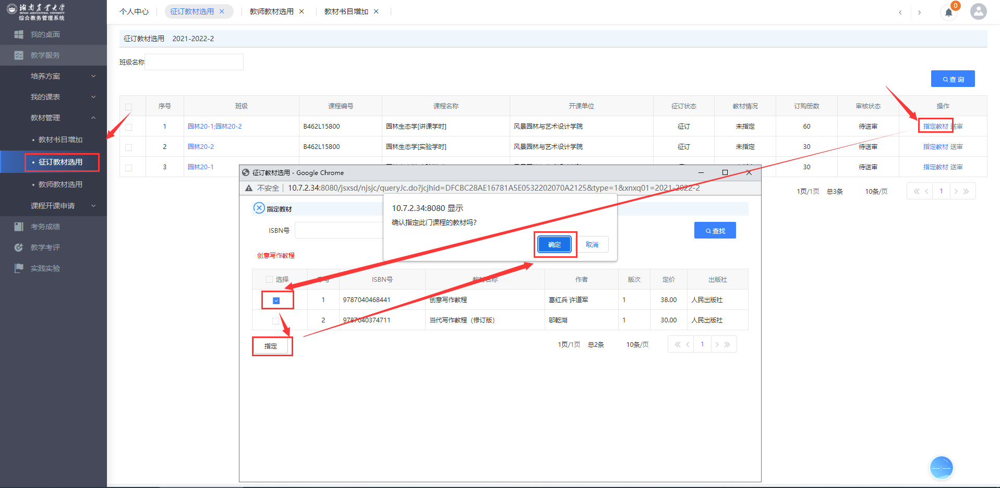 湖南农业大学
HUNAN AGRICULTURAL UNIVERSITY
综合教务管理系统
个人中心
征订教材选用
教师教材选用
教材书目增加
0
我的桌面
教学服务
培养方案
我的课表
教材管理
教材书目增加
征订教材选用
教师教材选用
课程开课申请
考务成绩
教学考评
实践实验
征订教材选用 2021-2022-2
班级名称
查 询
序号 班级 课程编号 课程名称 开课单位 征订状态 教材情况 订购册数 审核状态 操作
1 园林20-1;园林20-2 B462L15800 园林生态学[讲课学时] 风景园林与艺术设计学院 征订 未指定 60 待送审 指定教材 送审
2 园林20-2 B462L15800 园林生态学[实验学时] 风景园林与艺术设计学院 征订 未指定 30 待送审 指定教材 送审
3 园林20-1 30 待送审 指定教材 送审
1页/1页 总3条 10条/页 1
征订教材选用 - Google Chrome
不安全 10.7.2.34:8080/jsxsd/njsjc/queryJc.do?jcjhid=DFCBC28AE16781A5E0532202070A2125&type=1&xnxq01=2021-2022-2
指定教材
10.7.2.34:8080 显示
确认指定此门课程的教材吗?
确定 取消
ISBN号
查找
创意写作教程
选择 序号 ISBN号 教材名称 作者 版次 定价 出版社
1 9787040468441 创意写作教程 葛红兵 许道军 1 38.00 人民出版社
2 9787040374711 当代写作教程（修订版） 邬乾湖 1 30.00 人民出版社
指定
1页/1页 总2条 10条/页 1
--:--